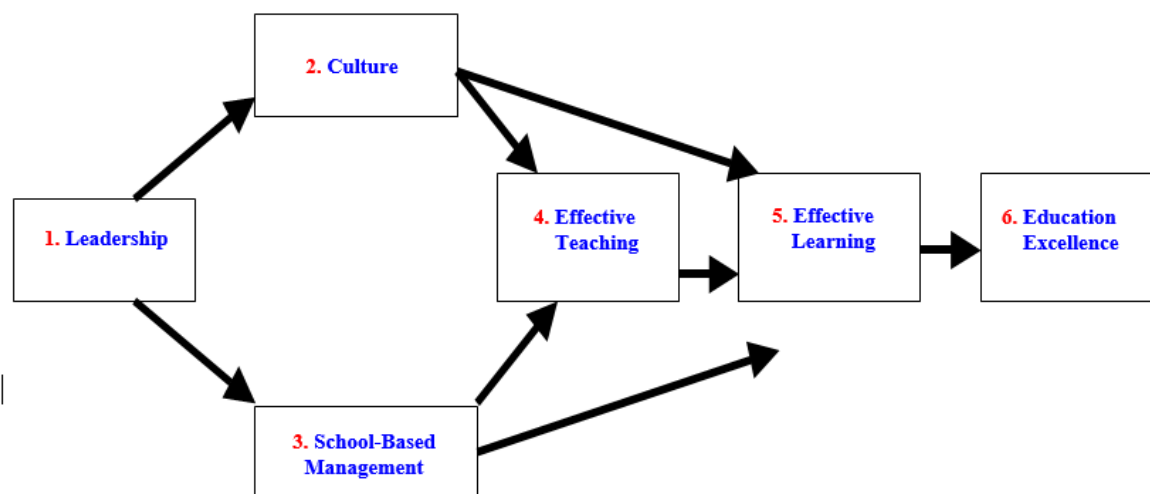 2. Culture
1. Leadership
4. Effective
Teaching
5. Effective
Learning
6. Education
Excellence
3. School-Based
Management